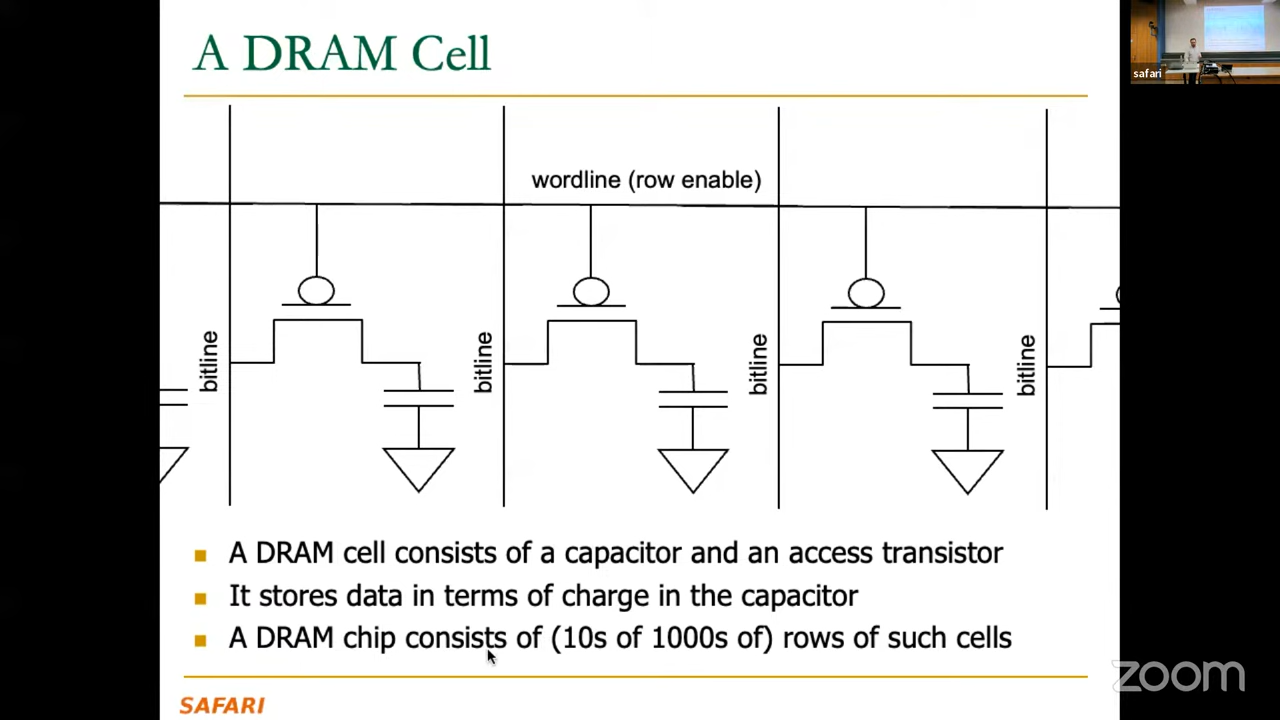 A DRAM Cell
safari
wordline (row enable)
bitline
bitline
bitline
bitline
A DRAM cell consists of a capacitor and an access transistor
It stores data in terms of charge in the capacitor
A DRAM chip consists of (10s of 1000s of) rows of such cells
zoom
SAFARI